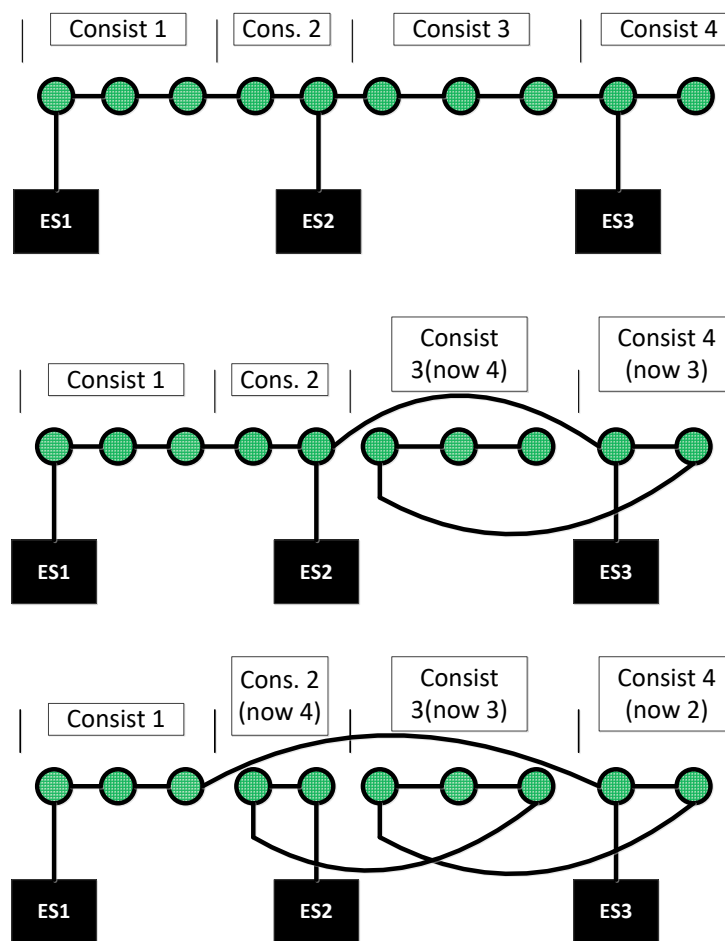 Consist 1
Cons. 2
Consist 3
Consist 4
ES1
ES2
ES3
Consist 1
Cons. 2
Consist
3(now 4)
Consist 4
(now 3)
ES1
ES2
ES3
Consist 1
Cons. 2
(now 4)
Consist
3(now 3)
Consist 4
(now 2)
ES1
ES2
ES3